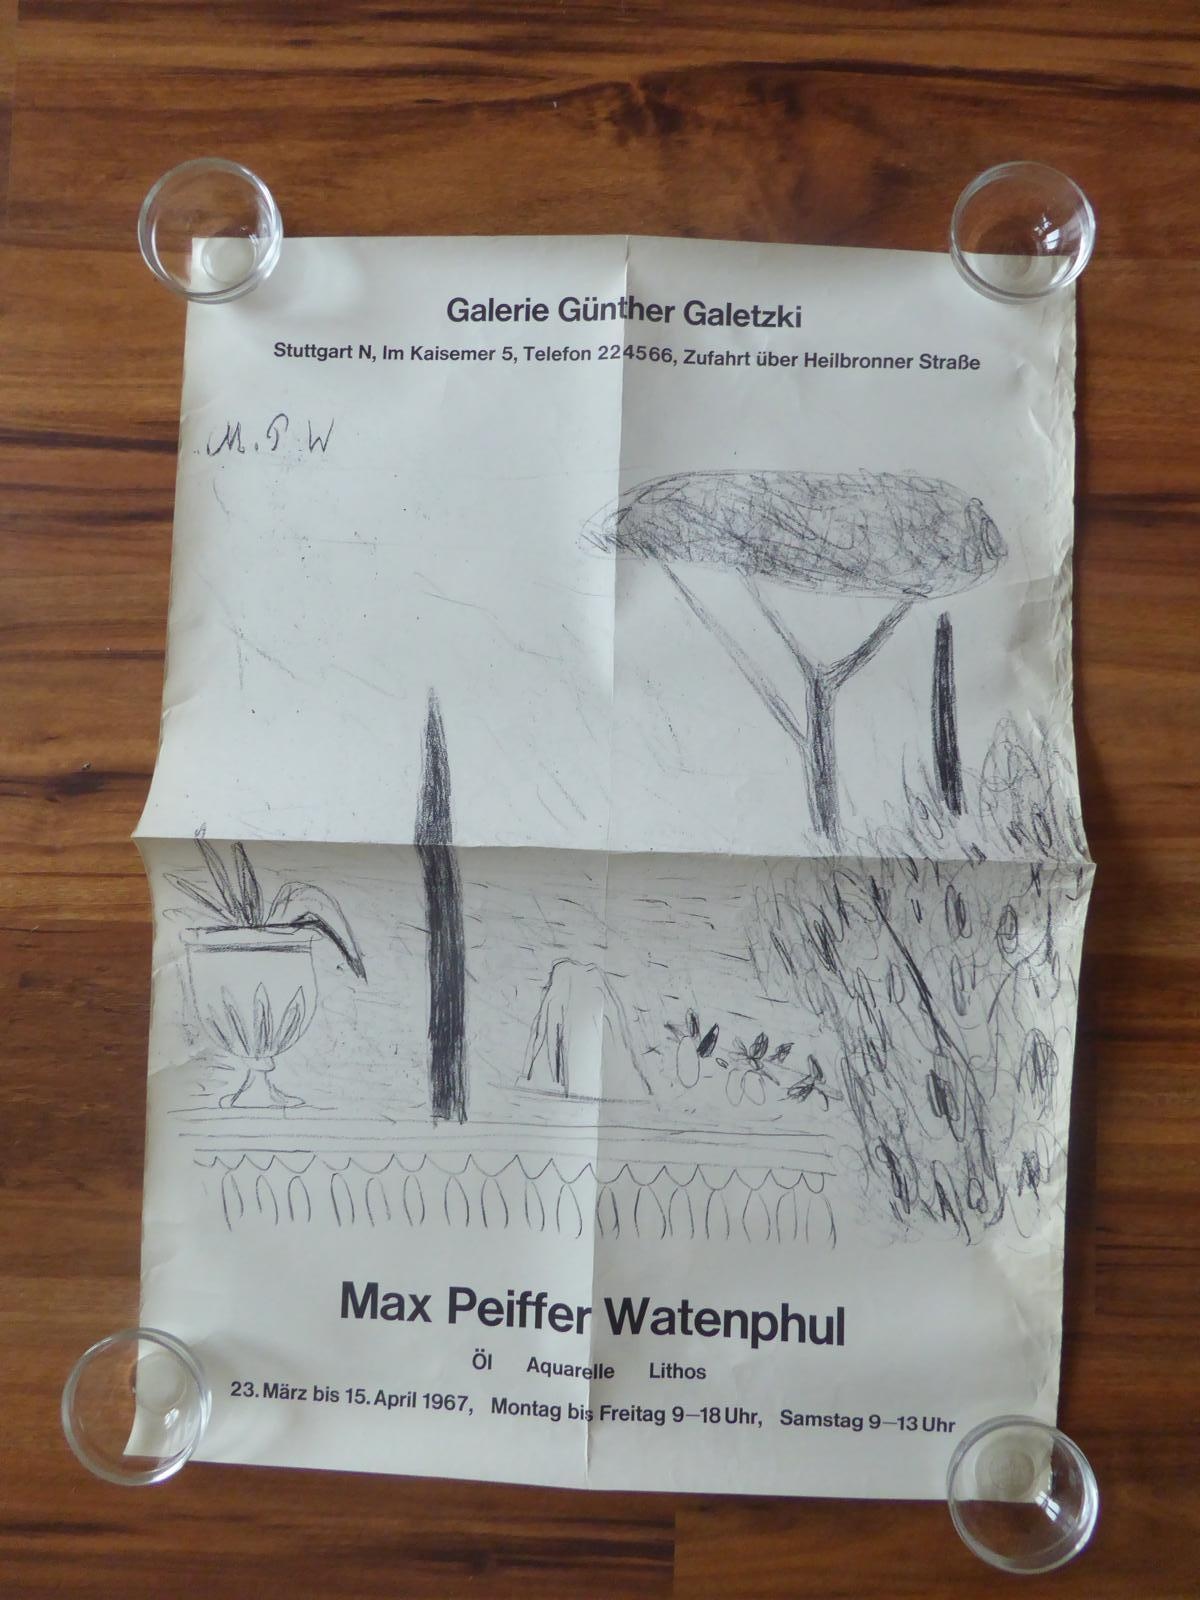 Galerie Günther Galetzki
Stuttgart N, Im Kaisemer 5, Telefon 224566, Zufahrt über Heilbronner Straße
M. P. W
Max Peiffer Watenphul
Öl Aquarelle Lithos
23. März bis 15. April 1967, Montag bis Freitag 9–18 Uhr, Samstag 9–13 Uhr